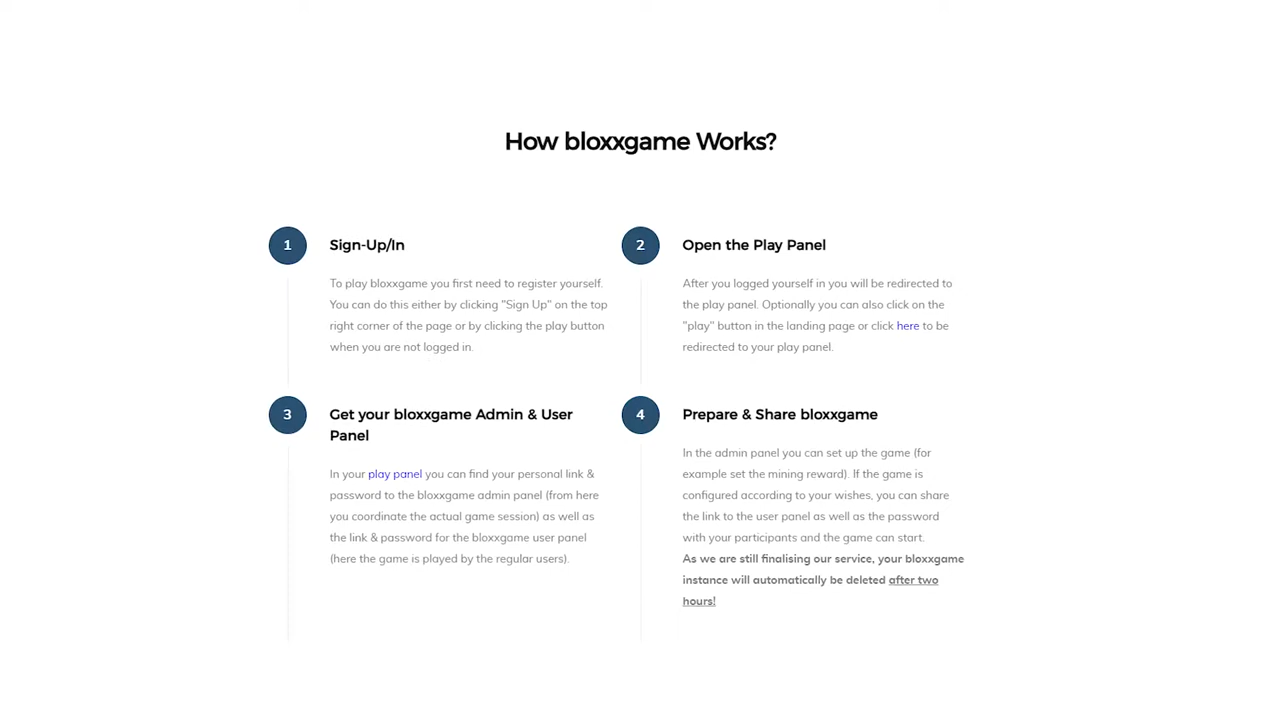 How bloxxgame Works?
1
Sign-Up/In
To play bloxxgame you first need to register yourself.
You can do this either by clicking "Sign Up" on the top
right corner of the page or by clicking the play button
when you are not logged in.
2
Open the Play Panel
After you logged yourself in you will be redirected to
the play panel. Optionally you can also click on the
"play" button in the landing page or click here to be
redirected to your play panel.
3
Get your bloxxgame Admin & User
Panel
In your play panel you can find your personal link &
password to the bloxxgame admin panel (from here
you coordinate the actual game session) as well as
the link & password for the bloxxgame user panel
(here the game is played by the regular users).
4
Prepare & Share bloxxgame
In the admin panel you can set up the game (for
example set the mining reward). If the game is
configured according to your wishes, you can share
the link to the user panel as well as the password
with your participants and the game can start.
As we are still finalising our service, your bloxxgame
instance will automatically be deleted after two
hours!